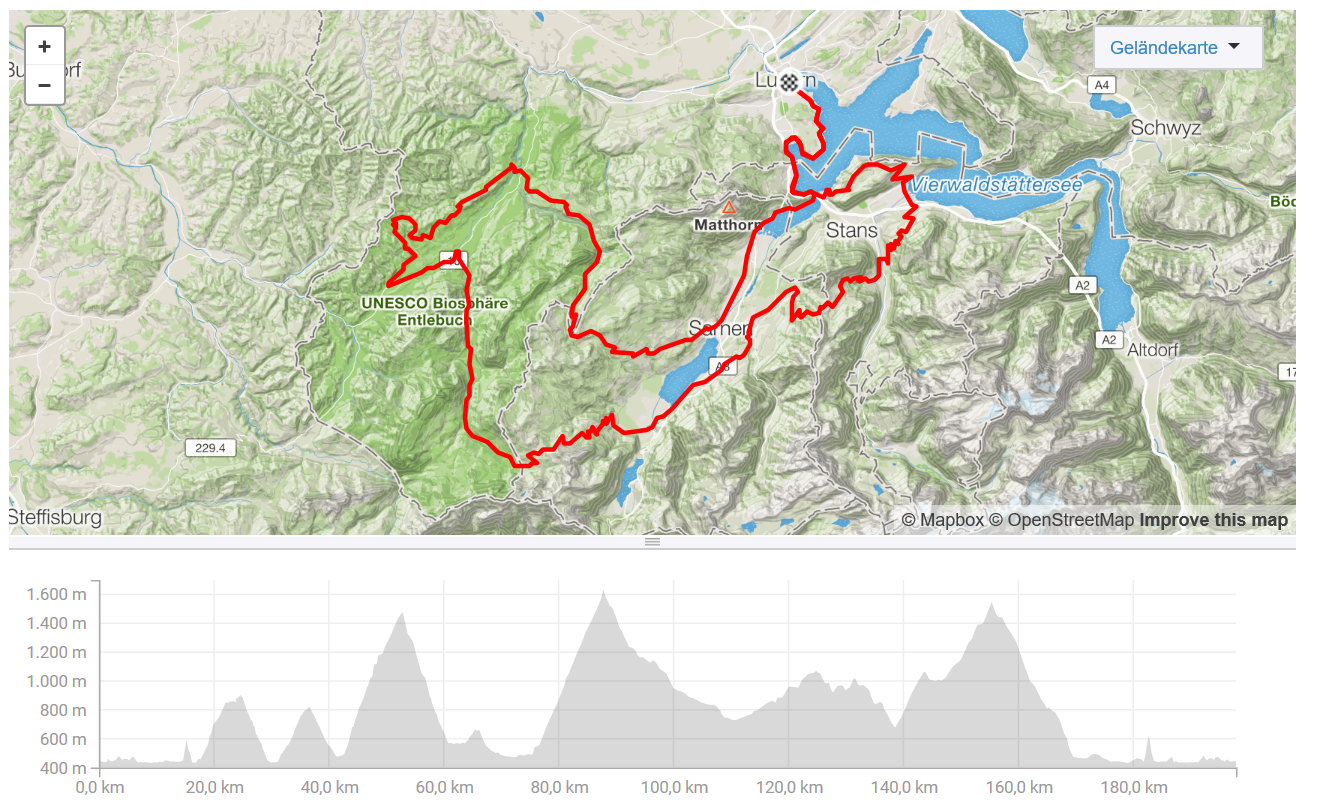 +
−
Geländekarte
A4
Schwyz
Vierwaldstättersee
Matthorn
Stans
A2
UNESCO Biosphäre
Entlebuch
Sarnen
A2
Altdorf
229.4
Steffisburg
© Mapbox © OpenStreetMap Improve this map
1.600 m
1.400 m
1.200 m
1.000 m
800 m
600 m
400 m
0,0 km 20,0 km 40,0 km 60,0 km 80,0 km 100,0 km 120,0 km 140,0 km 160,0 km 180,0 km